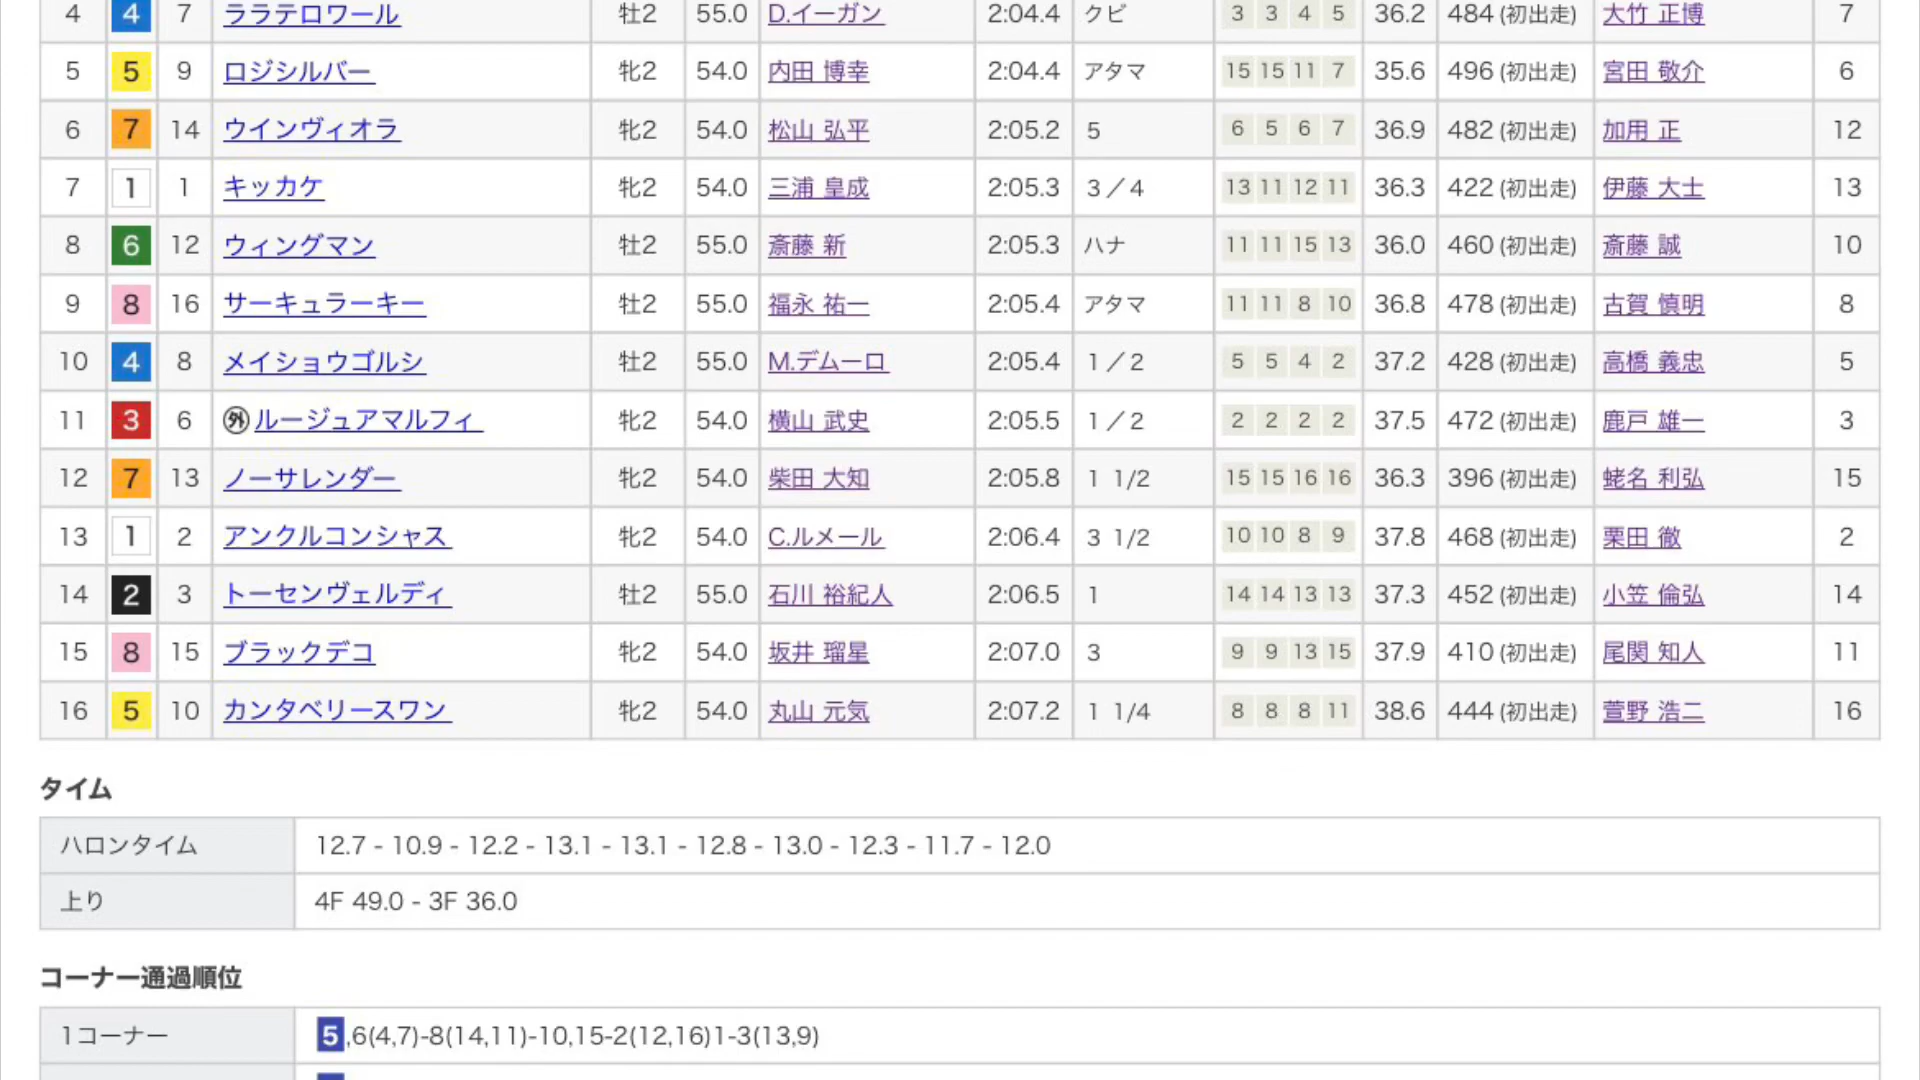 4 4 7 ララテロワール 牡2 55.0 D.イーガン 2:04.4 クビ 3 3 4 5 36.2 484 (初出走) 大竹 正博 7
5 5 9 ロジシルバー 牝2 54.0 内田 博幸 2:04.4 アタマ 15 15 11 7 35.6 496 (初出走) 宮田 敬介 6
6 7 14 ウインヴィオラ 牝2 54.0 松山 弘平 2:05.2 5 6 5 6 7 36.9 482 (初出走) 加用 正 12
7 1 1 キッカケ 牝2 54.0 三浦 皇成 2:05.3 3／4 13 11 12 11 36.3 422 (初出走) 伊藤 大士 13
8 6 12 ウィングマン 牡2 55.0 斎藤 新 2:05.3 ハナ 11 11 15 13 36.0 460 (初出走) 斎藤 誠 10
9 8 16 サーキュラーキー 牡2 55.0 福永 祐一 2:05.4 アタマ 11 11 8 10 36.8 478 (初出走) 古賀 慎明 8
10 4 8 メイショウゴルシ 牡2 55.0 M.デムーロ 2:05.4 1／2 5 5 4 2 37.2 428 (初出走) 高橋 義忠 5
11 3 6 外 ルージュアマルフィ 牝2 54.0 横山 武史 2:05.5 1／2 2 2 2 2 37.5 472 (初出走) 鹿戸 雄一 3
12 7 13 ノーサレンダー 牝2 54.0 柴田 大知 2:05.8 1 1/2 15 15 16 16 36.3 396 (初出走) 蛯名 利弘 15
13 1 2 アンクルコンシャス 牝2 54.0 C.ルメール 2:06.4 3 1/2 10 10 8 9 37.8 468 (初出走) 栗田 徹 2
14 2 3 トーセンヴェルディ 牡2 55.0 石川 裕紀人 2:06.5 1 14 14 13 13 37.3 452 (初出走) 小笠 倫弘 14
15 8 15 ブラックデコ 牝2 54.0 坂井 瑠星 2:07.0 3 9 9 13 15 37.9 410 (初出走) 尾関 知人 11
16 5 10 カンタベリースワン 牝2 54.0 丸山 元気 2:07.2 1 1/4 8 8 8 11 38.6 444 (初出走) 萱野 浩二 16
タイム
ハロンタイム 12.7 - 10.9 - 12.2 - 13.1 - 13.1 - 12.8 - 13.0 - 12.3 - 11.7 - 12.0
上り 4F 49.0 - 3F 36.0
コーナー通過順位
1コーナー 5,6(4,7)-8(14,11)-10,15-2(12,16)1-3(13,9)